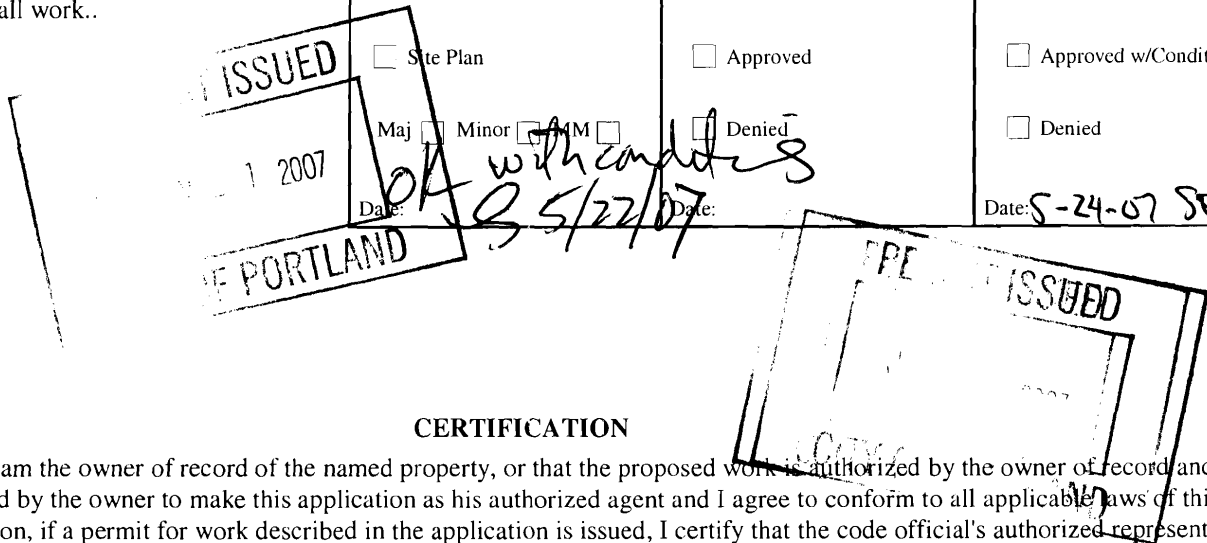 all work..
ISSUED
Site Plan
Approved
Approved w/Condit
1 2007
Maj Minor MM
Denied
Denied
ok with conditions
Date: 5/22/07
Date:
Date: 5-24-07
F PORTLAND
ISSUED
CERTIFICATION
am the owner of record of the named property, or that the proposed work is authorized by the owner of record and
d by the owner to make this application as his authorized agent and I agree to conform to all applicable laws of thi
on, if a permit for work described in the application is issued, I certify that the code official's authorized represent